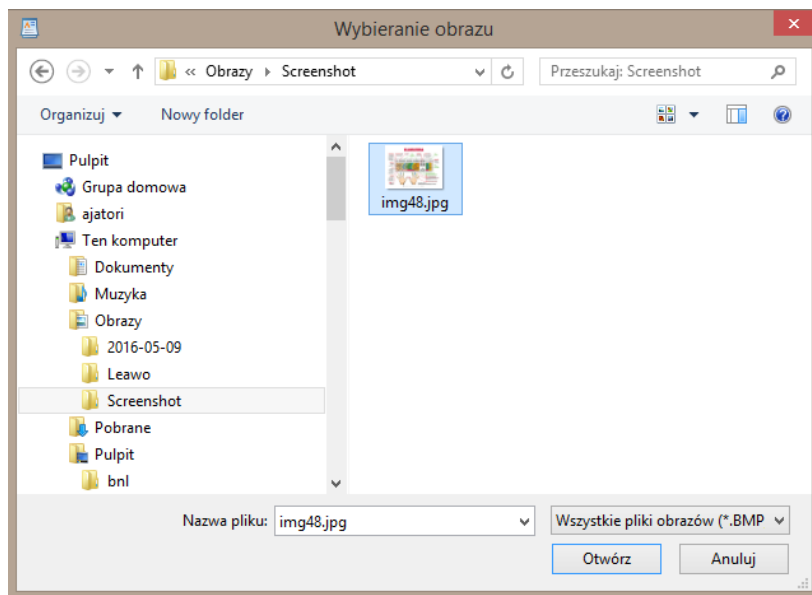 Wybieranie obrazu
« Obrazy Screenshot
Przeszukaj: Screenshot
Organizuj
Nowy folder
Pulpit
Grupa domowa
ajatori
Ten komputer
Dokumenty
Muzyka
Obrazy
2016-05-09
Leawo
Screenshot
Pobrane
Pulpit
bnl
img48.jpg
Nazwa pliku: img48.jpg
Wszystkie pliki obrazów (*.BMP
Otwórz
Anuluj